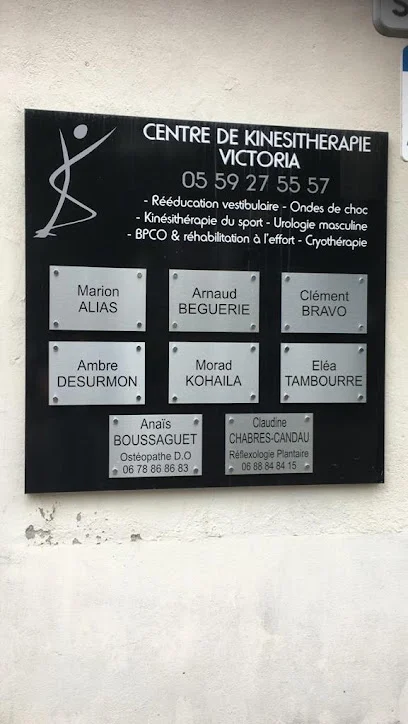 CENTRE DE KINESITHERAPIE
VICTORIA
05 59 27 55 57
- Rééducation vestibulaire - Ondes de choc
- Kinésithérapie du sport - Urologie masculine
- BPCO & réhabilitation à l'effort - Cryothérapie
Marion
ALIAS
Arnaud
BEGUERIE
Clément
BRAVO
Ambre
DESURMON
Morad
KOHAILA
Eléa
TAMBOURRE
Anaïs
BOUSSAGUET
Ostéopathe D.O
06 78 86 86 83
Claudine
CHABRES-CANDAU
Réflexologie Plantaire
06 88 84 84 15